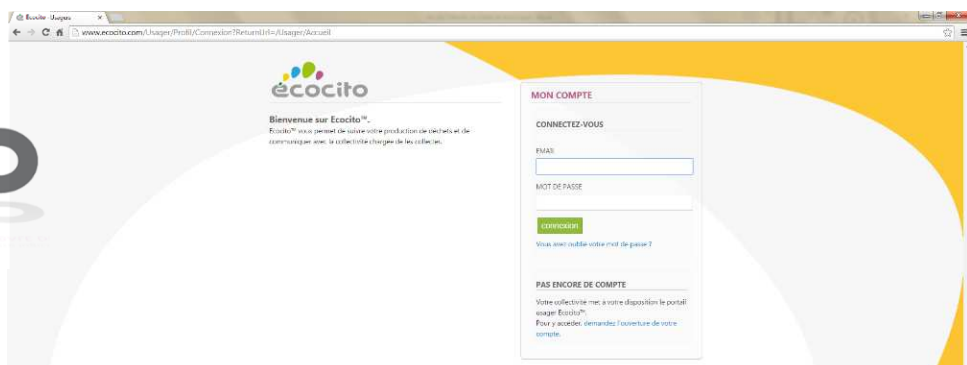 Ecocito Usages
www.ecocito.com/Usager/Profil/Connexion?ReturnUrl=/Usager/Accueil
écocito
Bienvenue sur Ecocito™.
Ecocito™ vous permet de suivre votre production de déchets et de
communiquer avec la collectivité chargée de les collecter.
MON COMPTE
CONNECTEZ-VOUS
EMAIL
MOT DE PASSE
connexion
Vous avez oublié votre mot de passe ?
PAS ENCORE DE COMPTE
Votre collectivité met à votre disposition le portail
usager Ecocito™.
Pour y accéder, demandez l'ouverture de votre
compte.